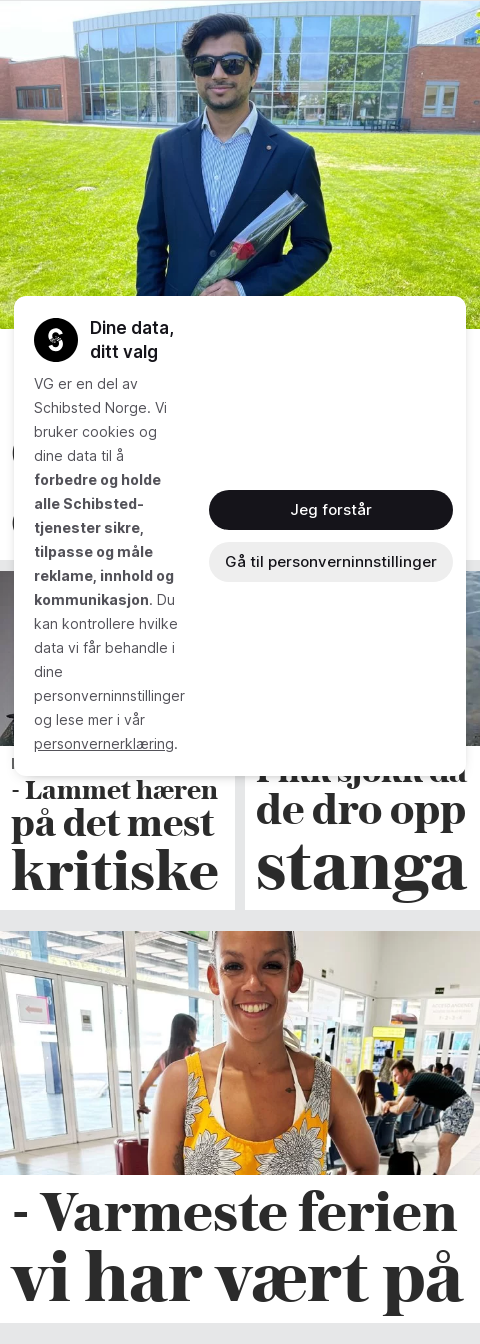 Dine data,
ditt valg
VG er en del av
Schibsted Norge. Vi
bruker cookies og
dine data til å
forbedre og holde
alle Schibsted-
tjenester sikre,
tilpasse og måle
reklame, innhold og
kommunikasjon. Du
kan kontrollere hvilke
data vi får behandle i
dine
personverninnstillinger
og lese mer i vår
personvernerklæring.
Jeg forstår
Gå til personverninnstillinger
- Lammet hæren
på det mest
kritiske
Fikk sjokk da
de dro opp
stanga
- Varmeste ferien
vi har vært på